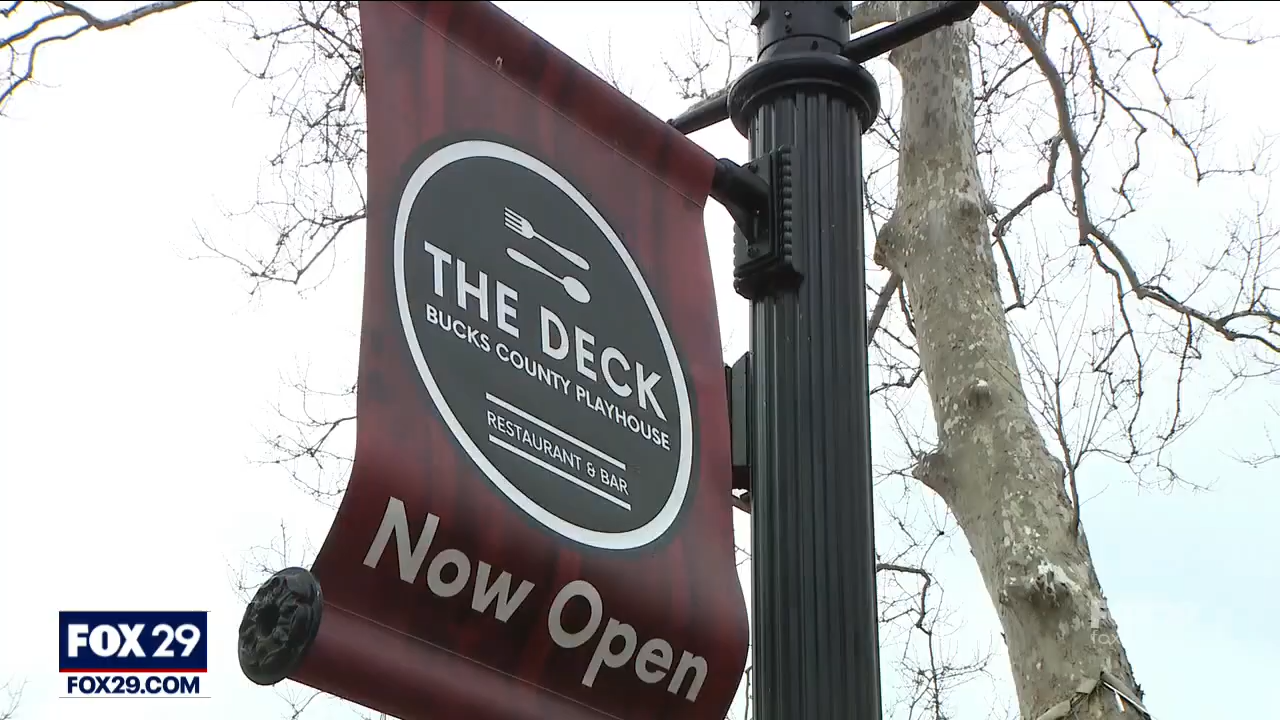 THE DECK
BUCKS COUNTY PLAYHOUSE
RESTAURANT & BAR
Now Open
FOX 29
FOX29.COM